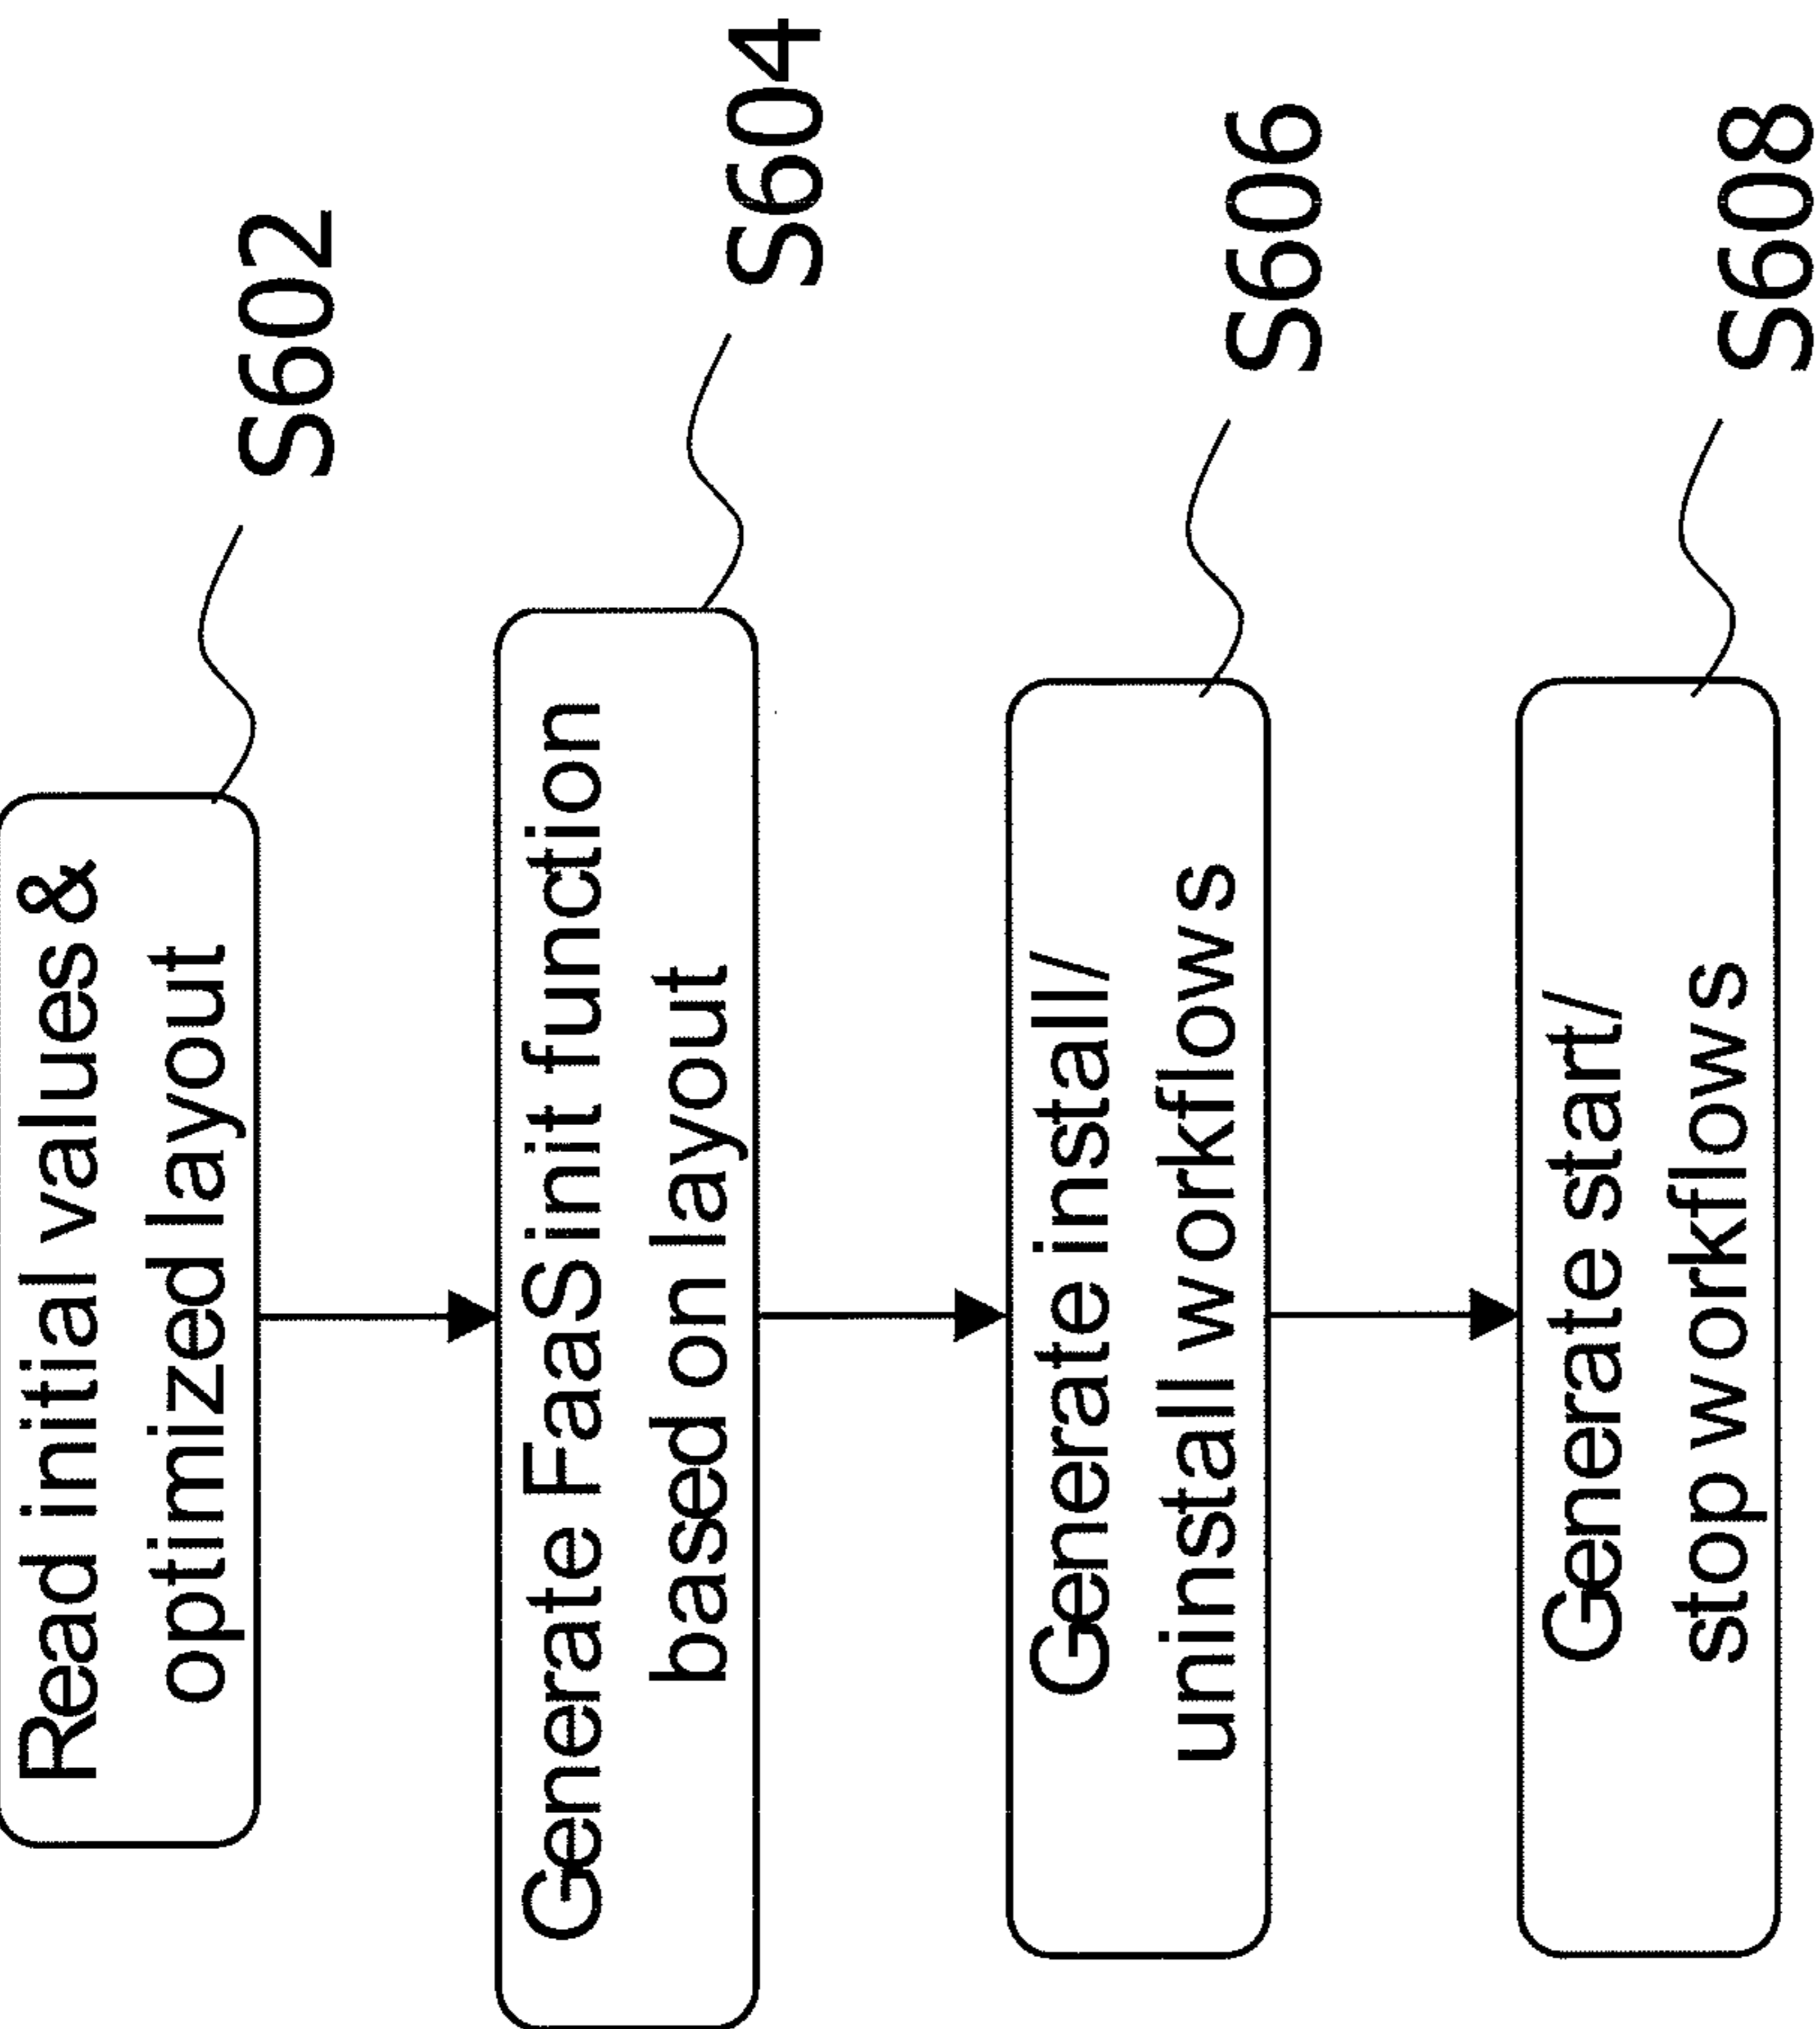 Read initial values &
optimized layout
S602
Generate FaaS init function
based on layout
S604
Generate install/
uninstall workflows
S606
Generate start/
stop workflows
S608